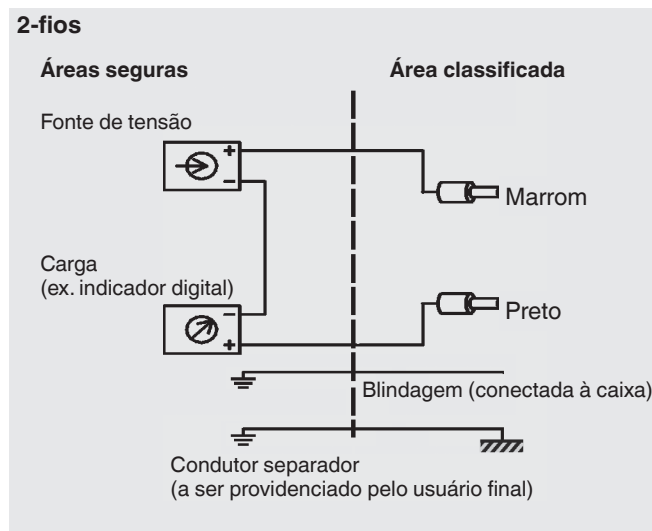 2-fios
Áreas seguras
Área classificada
Fonte de tensão
+
−
Marrom
Carga
(ex. indicador digital)
−
+
Preto
Blindagem (conectada à caixa)
Condutor separador
(a ser providenciado pelo usuário final)